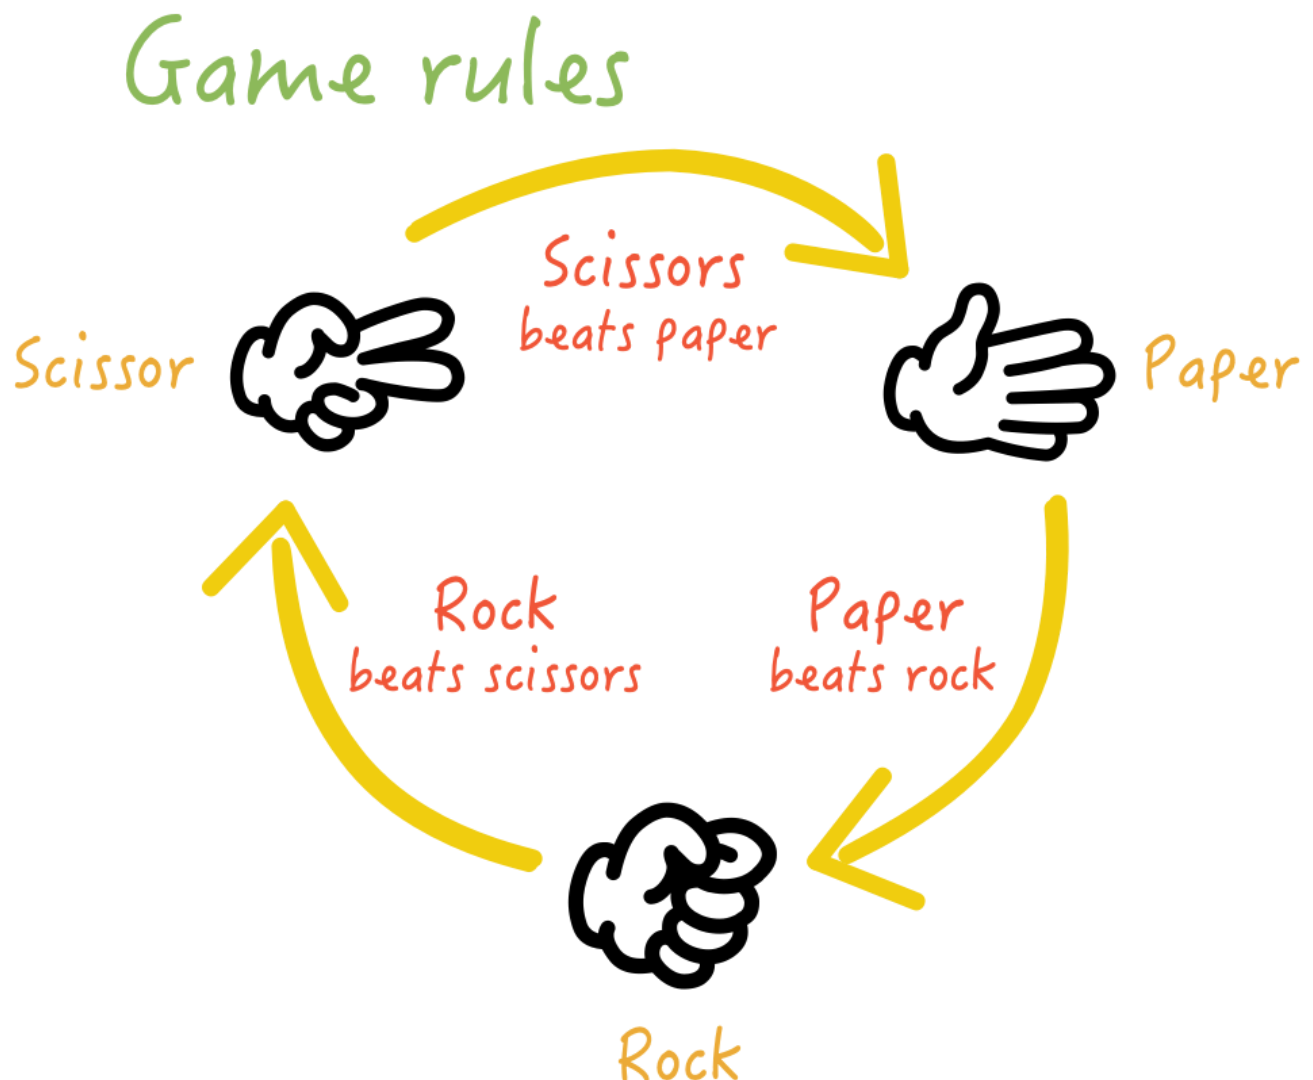 Game rules
Scissors
beats paper
Scissor
Paper
Rock
beats scissors
Paper
beats rock
Rock